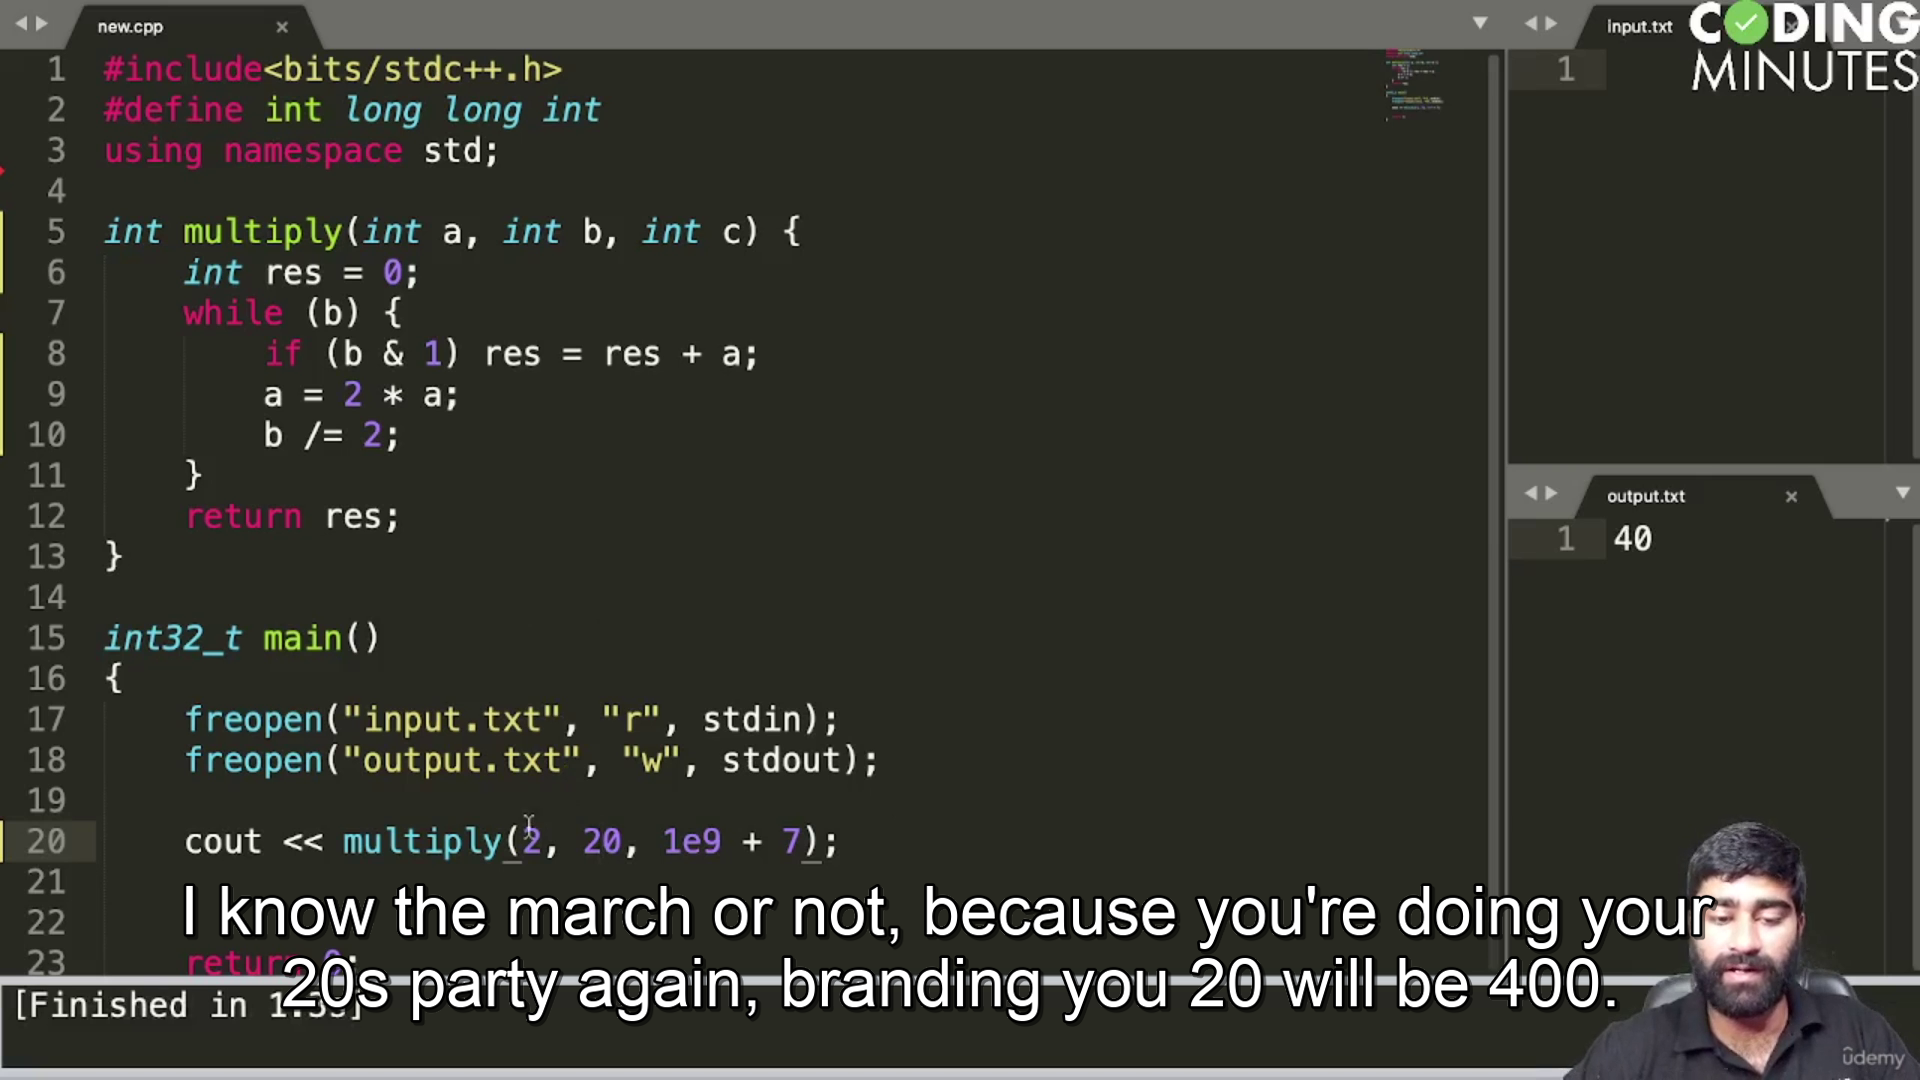 new.cpp ×
1 #include<bits/stdc++.h>
2 #define int long long int
3 using namespace std;
4
5 int multiply(int a, int b, int c) {
6 int res = 0;
7 while (b) {
8 if (b & 1) res = res + a;
9 a = 2 * a;
10 b /= 2;
11 }
12 return res;
13 }
14
15 int32_t main()
16 {
17 freopen("input.txt", "r", stdin);
18 freopen("output.txt", "w", stdout);
19
20 cout << multiply(2, 20, 1e9 + 7);
21
22
23 return 0;
[Finished in 1.3s]
input.txt
1
output.txt ×
1 40
CODING
MINUTES
I know the march or not, because you're doing your
20s party again, branding you 20 will be 400.
ûdemy